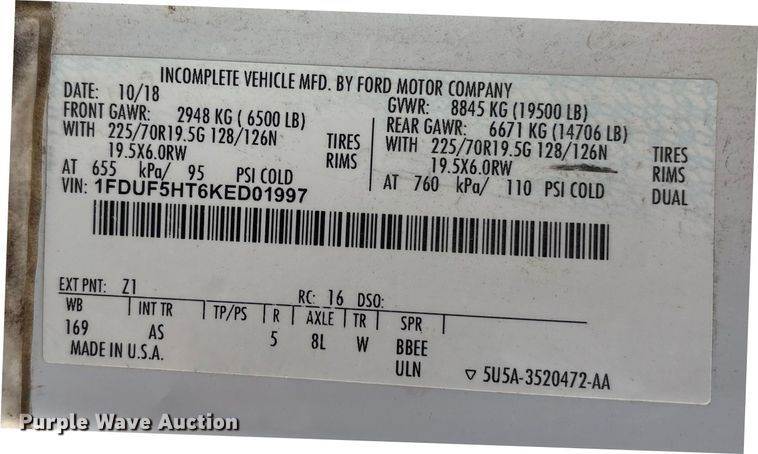 INCOMPLETE VEHICLE MFD. BY FORD MOTOR COMPANY
DATE: 10/18 GVWR: 8845 KG (19500 LB)
FRONT GAWR: 2948 KG ( 6500 LB) REAR GAWR: 6671 KG (14706 LB)
WITH 225/70R19.5G 128/126N TIRES WITH 225/70R19.5G 128/126N TIRES
19.5X6.0RW RIMS 19.5X6.0RW RIMS
AT 655 kPa/ 95 PSI COLD AT 760 kPa/ 110 PSI COLD DUAL
VIN: 1FDUF5HT6KED01997
EXT PNT: Z1 RC: 16 DSO:
WB INT TR TP/PS R AXLE TR SPR
169 AS 5 8L W BBEE
MADE IN U.S.A. ULN ▽ 5U5A-3520472-AA
Purple Wave Auction